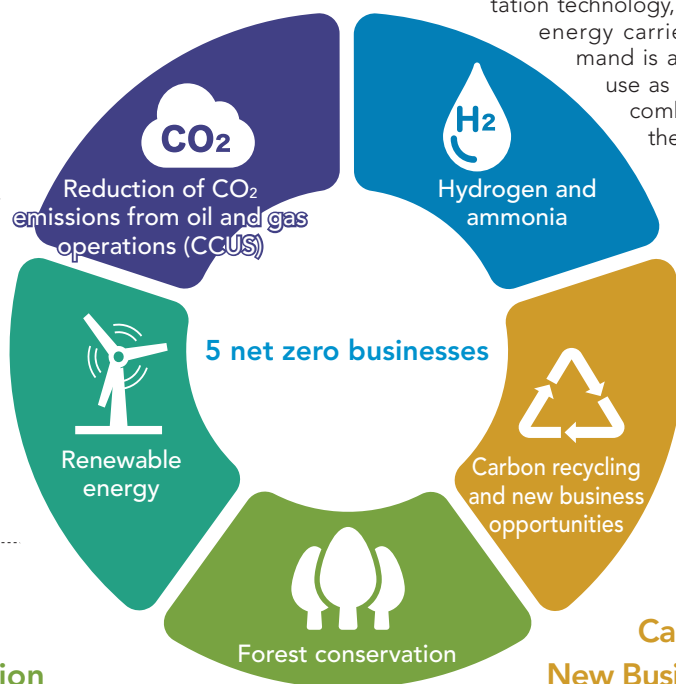 tation technology,
energy carrie
mand is a
use as
comb
the
CO2
Reduction of CO2
emissions from oil and gas
operations (CCUS)
H2
Hydrogen and
ammonia
5 net zero businesses
Renewable
energy
Carbon recycling
and new business
opportunities
Forest conservation
Ca
New Busi
ion